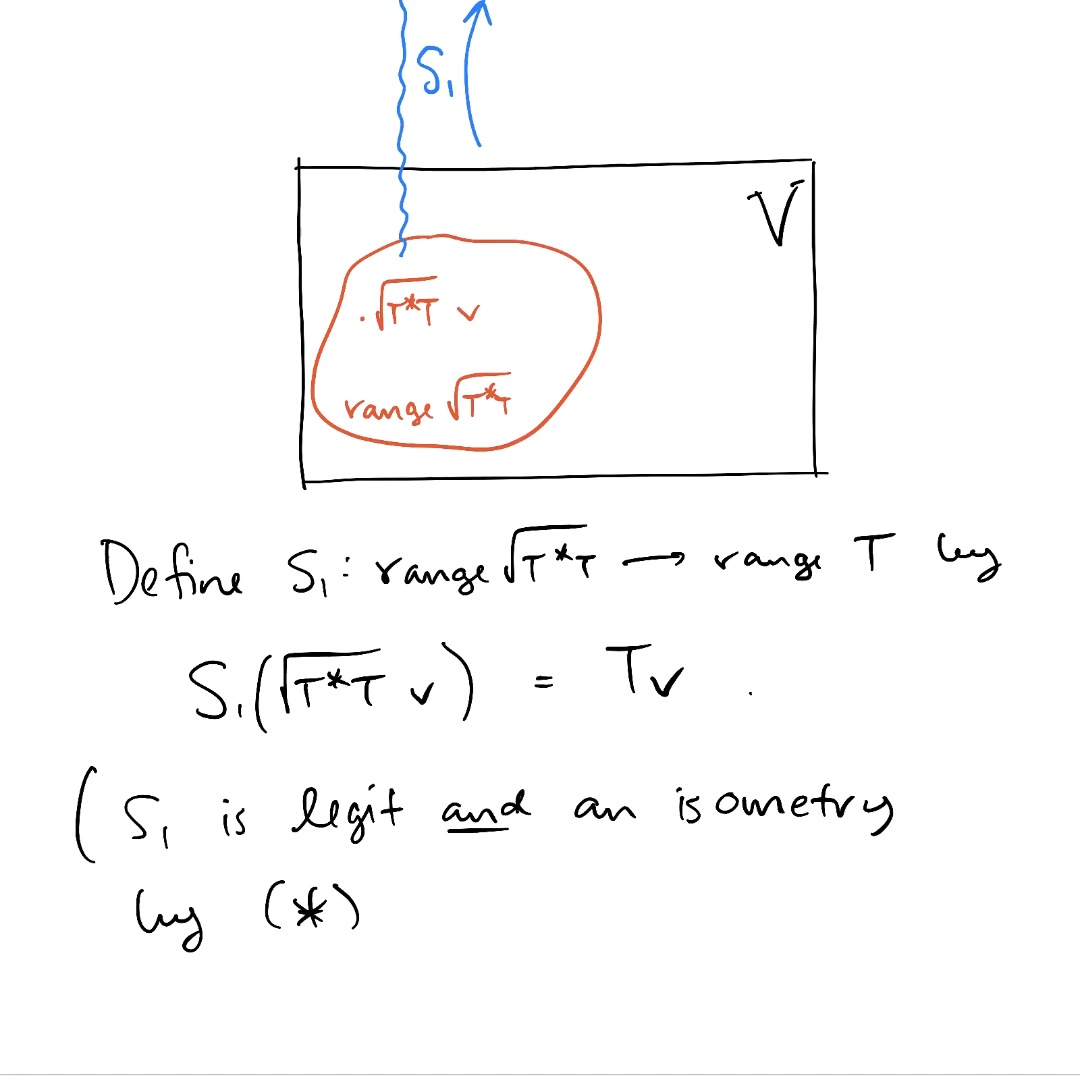 S₁
V
. √T*T v
range √T*T
Define S₁ : range √T*T → range T by
S₁(√T*T v) = Tv .
( S₁ is legit and an isometry
by (*)